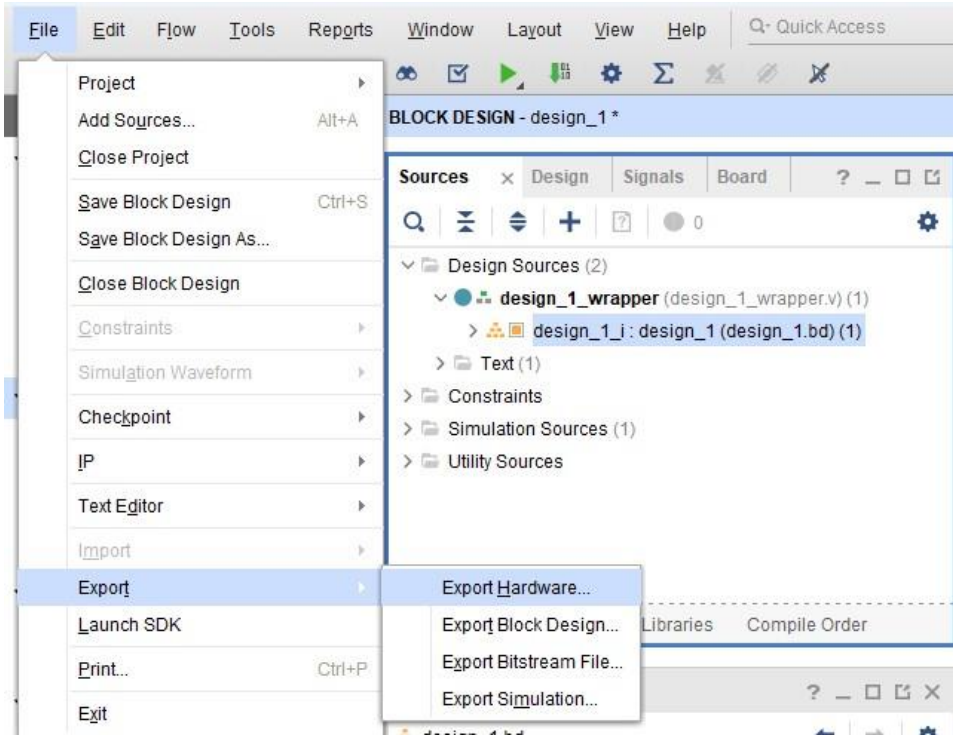 File Edit Flow Tools Reports Window Layout View Help Q- Quick Access
Project
Add Sources... Alt+A
Close Project
Save Block Design Ctrl+S
Save Block Design As...
Close Block Design
Constraints
Simulation Waveform
Checkpoint
IP
Text Editor
Import
Export
Launch SDK
Print... Ctrl+P
Exit
Export Hardware...
Export Block Design...
Export Bitstream File...
Export Simulation...
BLOCK DESIGN - design_1 *
Sources Design Signals Board
0
Design Sources (2)
design_1_wrapper (design_1_wrapper.v) (1)
design_1_i : design_1 (design_1.bd) (1)
Text (1)
Constraints
Simulation Sources (1)
Utility Sources
Libraries Compile Order
design_1.bd